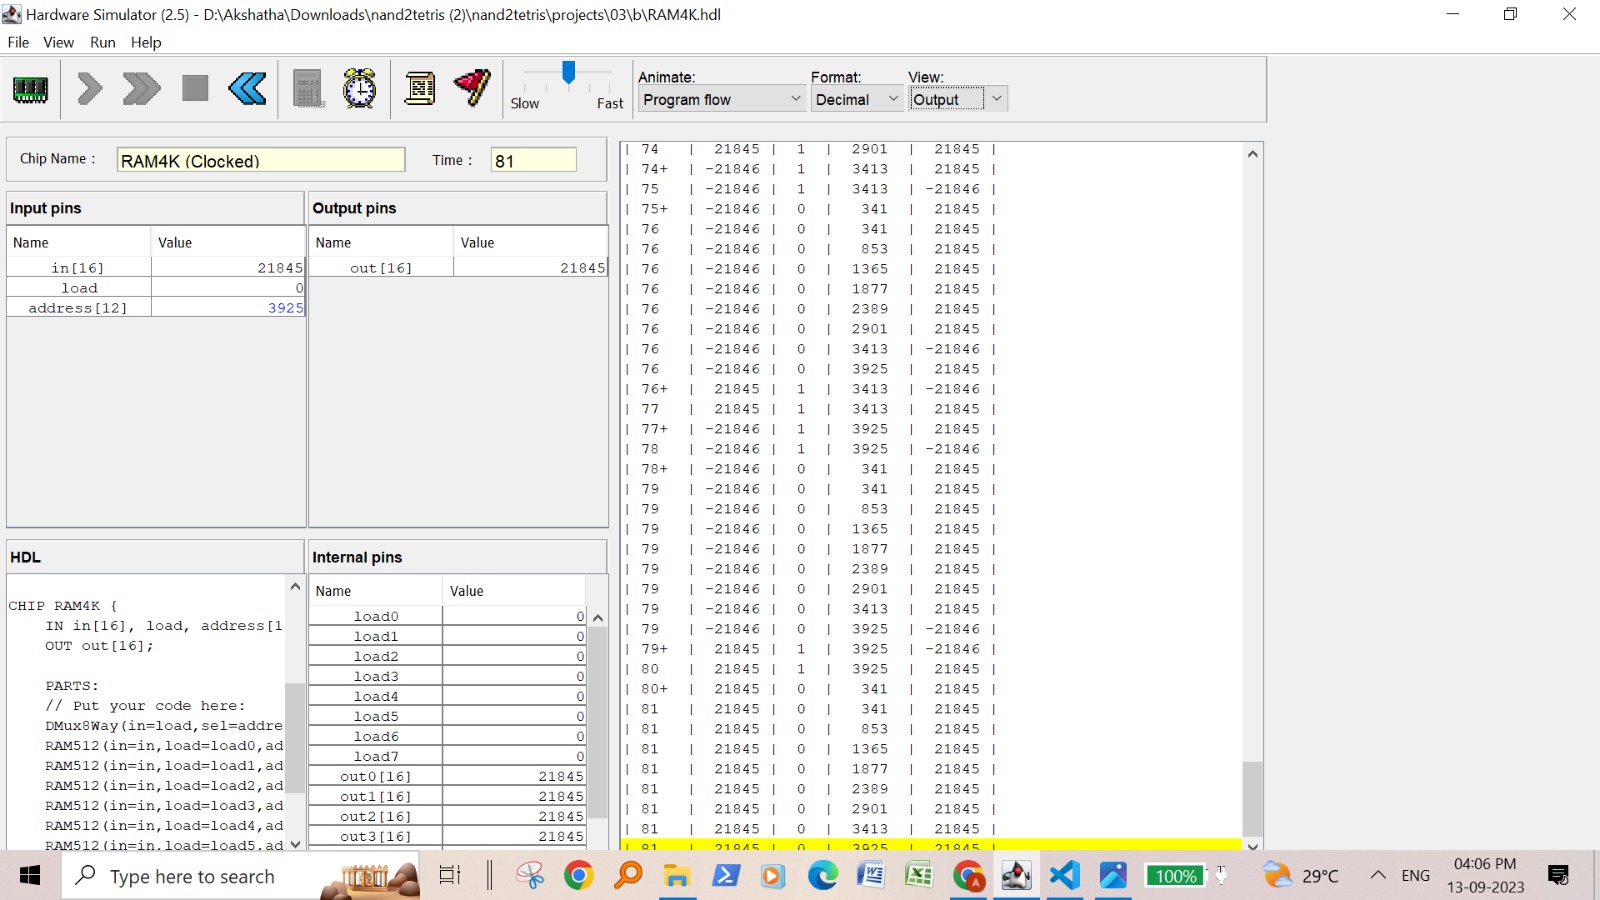 Hardware Simulator (2.5) - D:\Akshatha\Downloads\nand2tetris (2)\nand2tetris\projects\03\b\RAM4K.hdl
File View Run Help
Slow Fast
Animate: Format: View:
Program flow Decimal Output
Chip Name : RAM4K (Clocked) Time : 81
Input pins
Name Value
in[16] 21845
load 0
address[12] 3925
Output pins
Name Value
out[16] 21845
HDL
CHIP RAM4K {
IN in[16], load, address[1
OUT out[16];
PARTS:
// Put your code here:
DMux8Way(in=load,sel=addre
RAM512(in=in,load=load0,ad
RAM512(in=in,load=load1,ad
RAM512(in=in,load=load2,ad
RAM512(in=in,load=load3,ad
RAM512(in=in,load=load4,ad
RAM512(in=in,load=load5,ad
Internal pins
Name Value
load0 0
load1 0
load2 0
load3 0
load4 0
load5 0
load6 0
load7 0
out0[16] 21845
out1[16] 21845
out2[16] 21845
out3[16] 21845
| 74 | 21845 | 1 | 2901 | 21845 |
| 74+ | -21846 | 1 | 3413 | 21845 |
| 75 | -21846 | 1 | 3413 | -21846 |
| 75+ | -21846 | 0 | 341 | 21845 |
| 76 | -21846 | 0 | 341 | 21845 |
| 76 | -21846 | 0 | 853 | 21845 |
| 76 | -21846 | 0 | 1365 | 21845 |
| 76 | -21846 | 0 | 1877 | 21845 |
| 76 | -21846 | 0 | 2389 | 21845 |
| 76 | -21846 | 0 | 2901 | 21845 |
| 76 | -21846 | 0 | 3413 | -21846 |
| 76 | -21846 | 0 | 3925 | 21845 |
| 76+ | 21845 | 1 | 3413 | -21846 |
| 77 | 21845 | 1 | 3413 | 21845 |
| 77+ | -21846 | 1 | 3925 | 21845 |
| 78 | -21846 | 1 | 3925 | -21846 |
| 78+ | -21846 | 0 | 341 | 21845 |
| 79 | -21846 | 0 | 341 | 21845 |
| 79 | -21846 | 0 | 853 | 21845 |
| 79 | -21846 | 0 | 1365 | 21845 |
| 79 | -21846 | 0 | 1877 | 21845 |
| 79 | -21846 | 0 | 2389 | 21845 |
| 79 | -21846 | 0 | 2901 | 21845 |
| 79 | -21846 | 0 | 3413 | 21845 |
| 79 | -21846 | 0 | 3925 | -21846 |
| 79+ | 21845 | 1 | 3925 | -21846 |
| 80 | 21845 | 1 | 3925 | 21845 |
| 80+ | 21845 | 0 | 341 | 21845 |
| 81 | 21845 | 0 | 341 | 21845 |
| 81 | 21845 | 0 | 853 | 21845 |
| 81 | 21845 | 0 | 1365 | 21845 |
| 81 | 21845 | 0 | 1877 | 21845 |
| 81 | 21845 | 0 | 2389 | 21845 |
| 81 | 21845 | 0 | 2901 | 21845 |
| 81 | 21845 | 0 | 3413 | 21845 |
| 81 | 21845 | 0 | 3925 | 21845 |
Type here to search
100% 29°C ENG 04:06 PM
13-09-2023